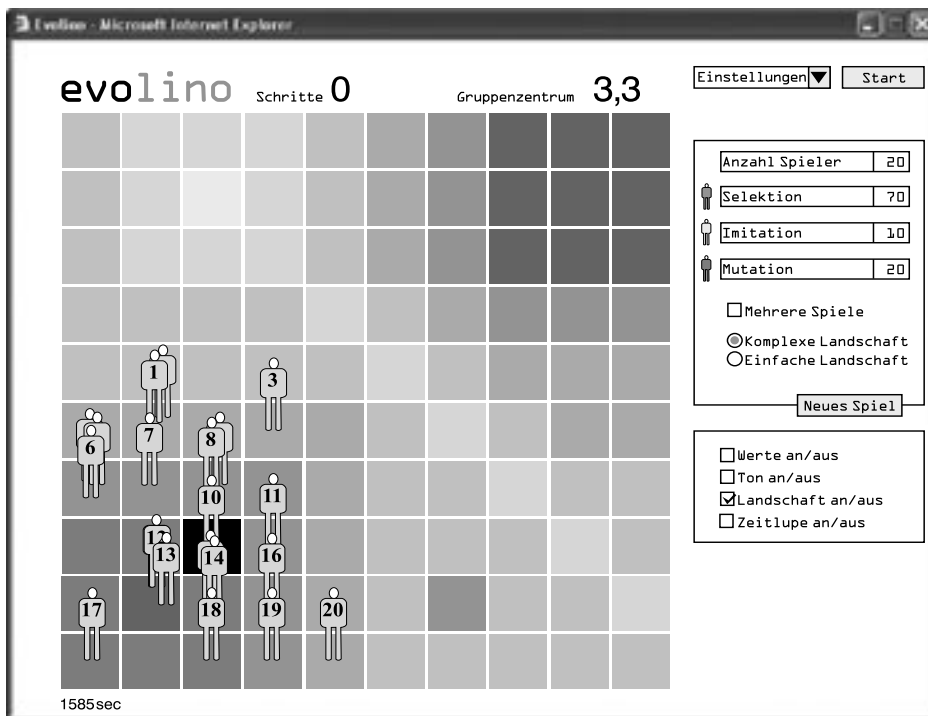 Evolino - Microsoft Internet Explorer
evolino Schritte 0 Gruppenzentrum 3,3
Einstellungen Start
Anzahl Spieler 20
Selektion 70
Imitation 10
Mutation 20
Mehrere Spiele
Komplexe Landschaft
Einfache Landschaft
Neues Spiel
Werte an/aus
Ton an/aus
Landschaft an/aus
Zeitlupe an/aus
1
3
6
7
8
10
11
12
13
14
16
17
18
19
20
1585sec